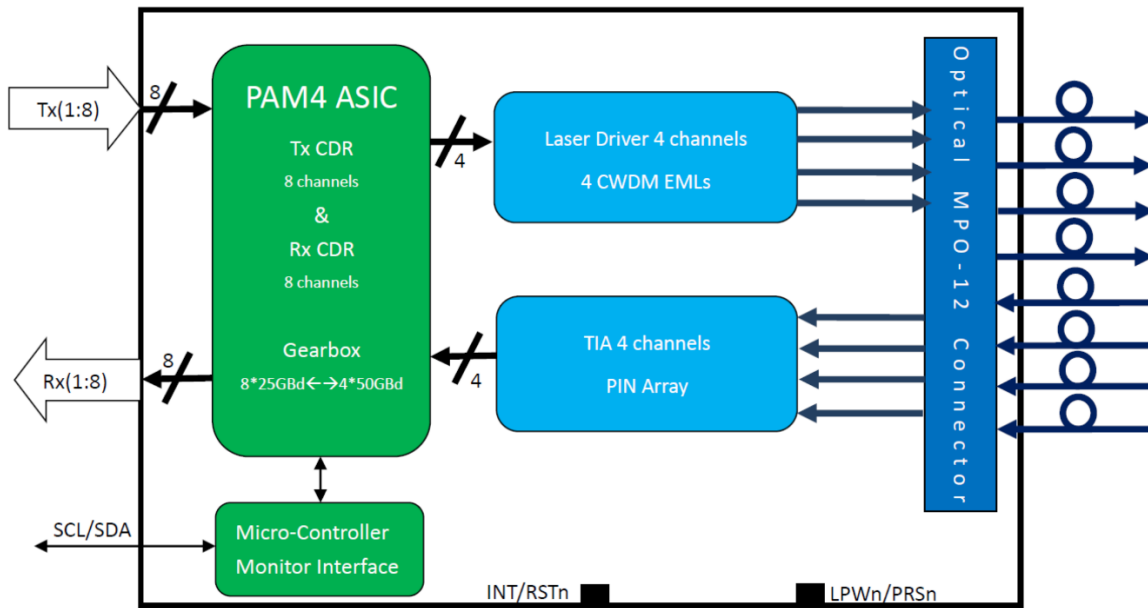 Tx(1:8)
8
PAM4 ASIC
Tx CDR
8 channels
&
Rx CDR
8 channels
Gearbox
8*25GBd←→4*50GBd
4
Laser Driver 4 channels
4 CWDM EMLs
Optical MPO-12 Connector
TIA 4 channels
PIN Array
4
8
Rx(1:8)
SCL/SDA
Micro-Controller
Monitor Interface
INT/RSTn
LPWn/PRSn